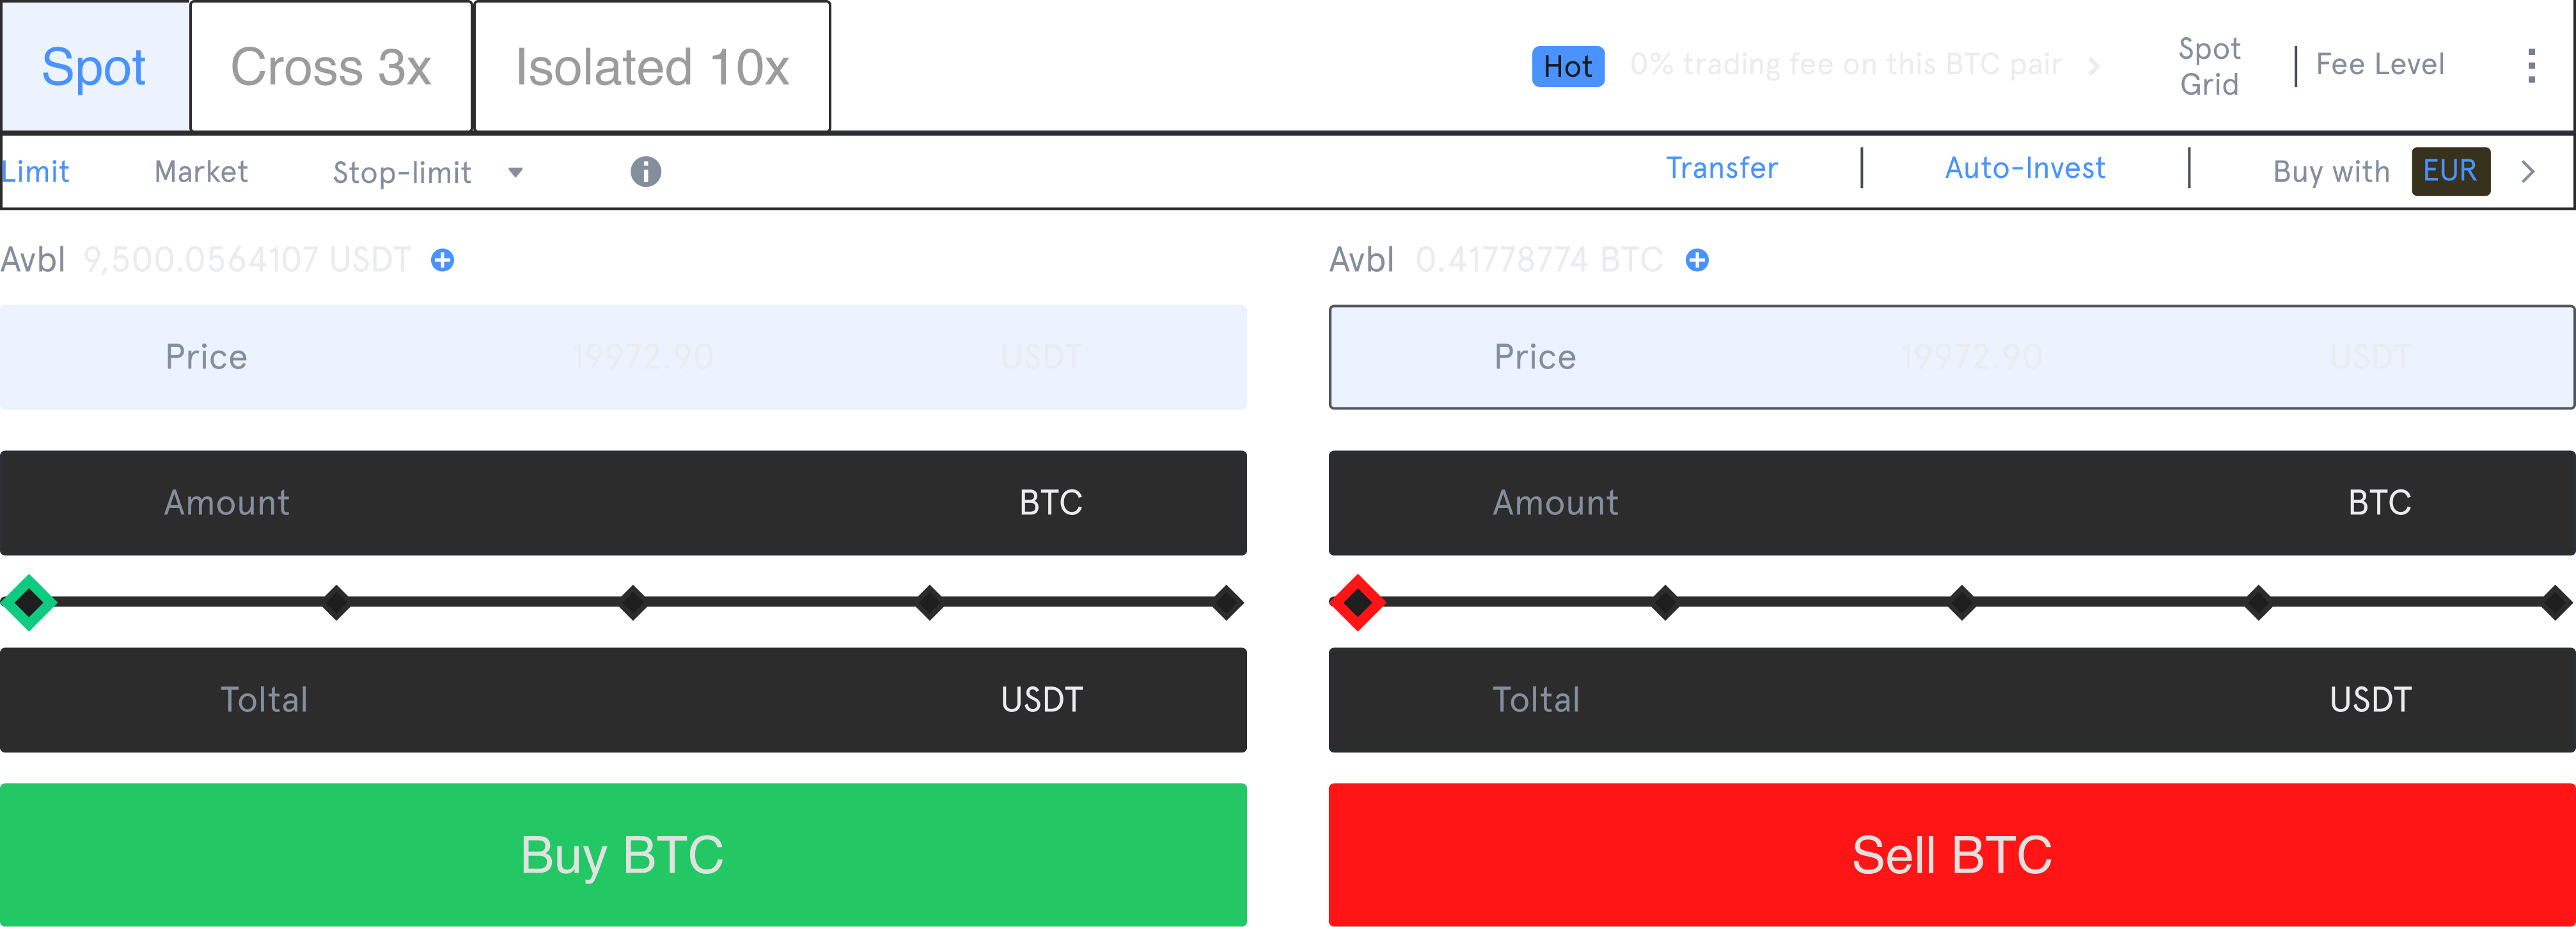 Spot Cross 3x Isolated 10x Hot 0% trading fee on this BTC pair Spot Grid | Fee Level
Limit Market Stop-limit Transfer | Auto-Invest | Buy with EUR
Avbl 9,500.0564107 USDT Avbl 0.41778774 BTC
Price 19972.90 USDT Price 19972.90 USDT
Amount BTC Amount BTC
Toltal USDT Toltal USDT
Buy BTC Sell BTC